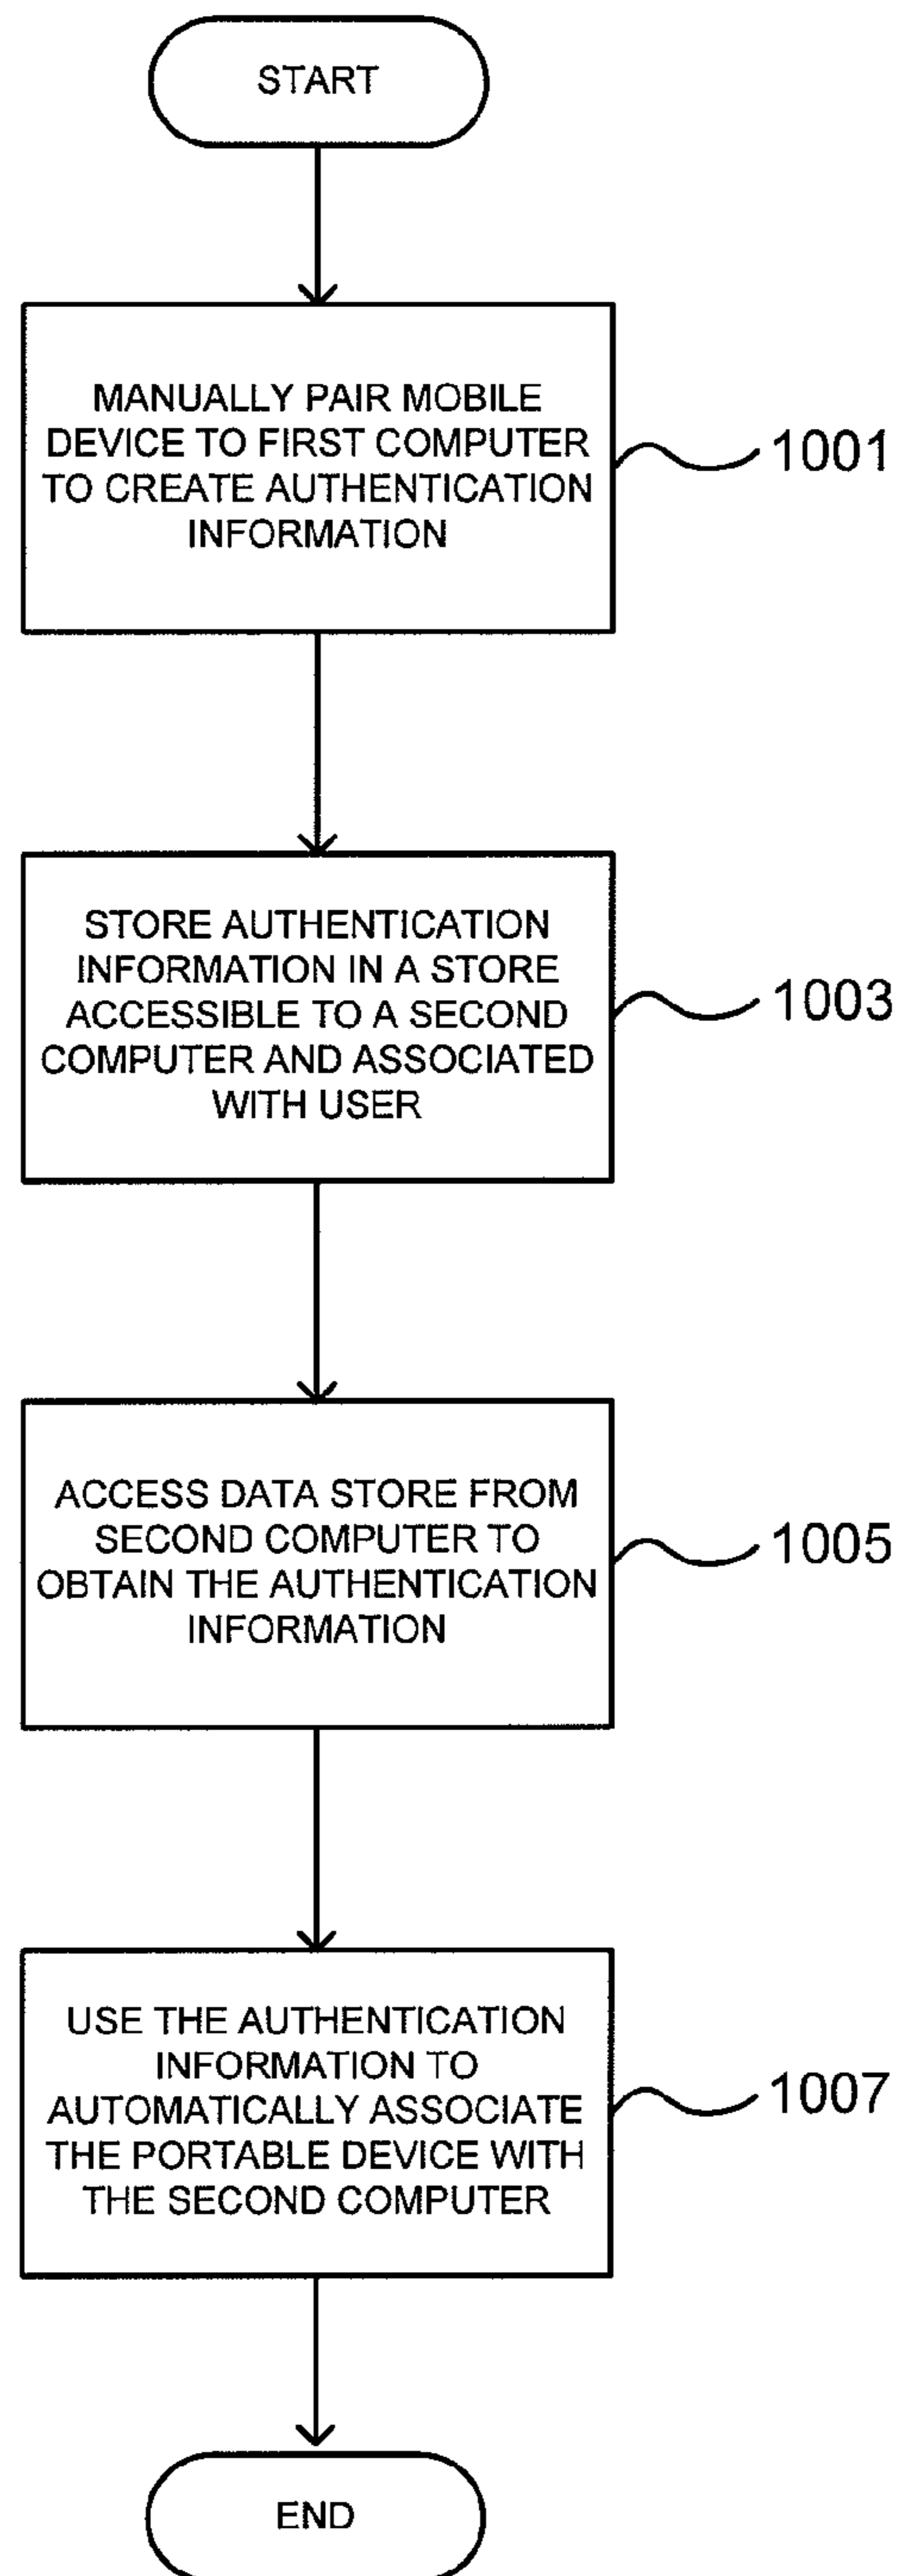 START
MANUALLY PAIR MOBILE
DEVICE TO FIRST COMPUTER
TO CREATE AUTHENTICATION
INFORMATION
1001
STORE AUTHENTICATION
INFORMATION IN A STORE
ACCESSIBLE TO A SECOND
COMPUTER AND ASSOCIATED
WITH USER
1003
ACCESS DATA STORE FROM
SECOND COMPUTER TO
OBTAIN THE AUTHENTICATION
INFORMATION
1005
USE THE AUTHENTICATION
INFORMATION TO
AUTOMATICALLY ASSOCIATE
THE PORTABLE DEVICE WITH
THE SECOND COMPUTER
1007
END